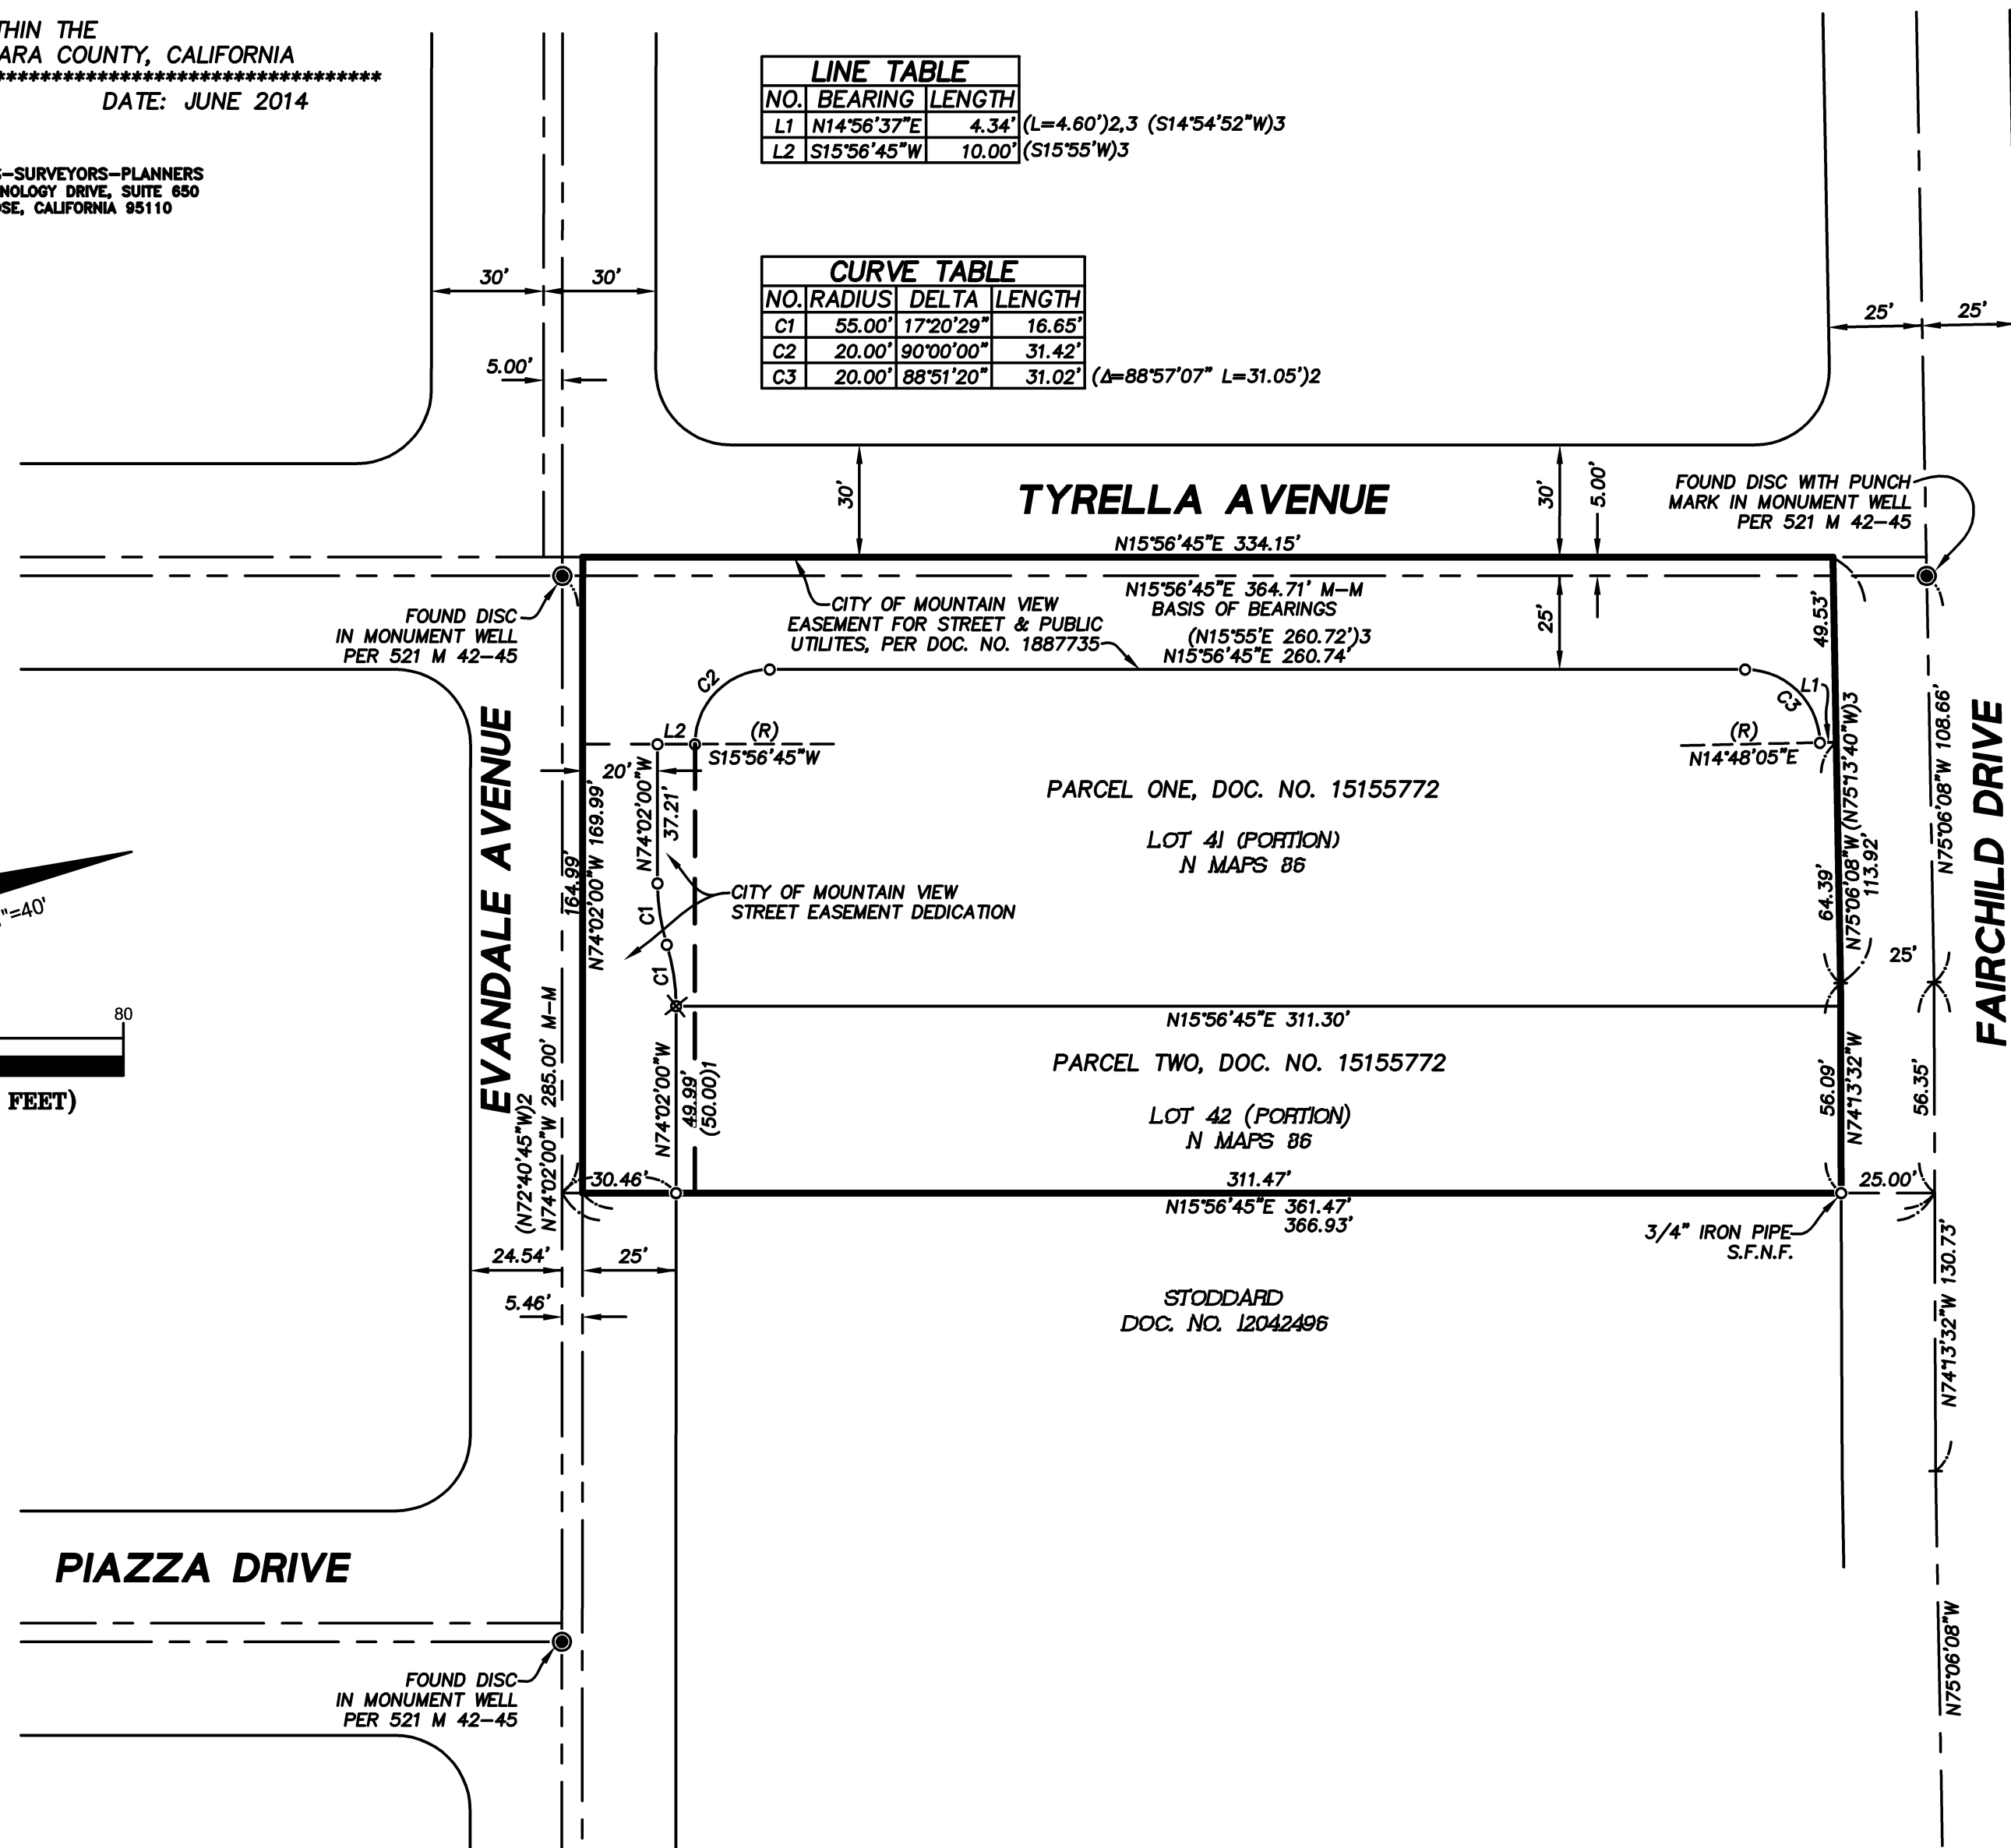 THIN THE
ARA COUNTY, CALIFORNIA
*********************************
DATE: JUNE 2014
S-SURVEYORS-PLANNERS
NOLOGY DRIVE, SUITE 650
OSE, CALIFORNIA 95110
LINE TABLE
NO. BEARING LENGTH
L1 N14°56'37"E 4.34' (L=4.60')2,3 (S14°54'52"W)3
L2 S15°56'45"W 10.00' (S15°55'W)3
CURVE TABLE
NO. RADIUS DELTA LENGTH
C1 55.00' 17°20'29" 16.65'
C2 20.00' 90°00'00" 31.42'
C3 20.00' 88°51'20" 31.02' (Δ=88°57'07" L=31.05')2
30' 30'
5.00'
25' 25'
30'
TYRELLA AVENUE
30'
5.00'
FOUND DISC WITH PUNCH
MARK IN MONUMENT WELL
PER 521 M 42-45
N15°56'45"E 334.15'
N15°56'45"E 364.71' M-M
BASIS OF BEARINGS
(N15°55'E 260.72')3
N15°56'45"E 260.74'
CITY OF MOUNTAIN VIEW
EASEMENT FOR STREET & PUBLIC
UTILITES, PER DOC. NO. 1887735
25'
49.53'
FOUND DISC
IN MONUMENT WELL
PER 521 M 42-45
C2
L2 (R)
S15°56'45"W
20'
C3
L1
(R)
N14°48'05"E
EVANDALE AVENUE
164.99'
N74°02'00"W 169.99'
N74°02'00"W
37.21'
C1
C1
PARCEL ONE, DOC. NO. 15155772
LOT 41 (PORTION)
N MAPS 86
CITY OF MOUNTAIN VIEW
STREET EASEMENT DEDICATION
64.39'
N75°06'08"W (N75°13'40"W)3
113.92'
N75°06'08"W 108.66'
FAIRCHILD DRIVE
25'
N15°56'45"E 311.30'
PARCEL TWO, DOC. NO. 15155772
LOT 42 (PORTION)
N MAPS 86
N74°02'00"W
49.99'
(50.00)1
56.09'
N74°13'32"W
56.35'
(N72°40'45"W)2
N74°02'00"W 285.00' M-M
30.46'
311.47'
N15°56'45"E 361.47'
366.93'
25.00'
3/4" IRON PIPE
S.F.N.F.
24.54' 25'
5.46'
STODDARD
DOC. NO. 12042496
N74°13'32"W 130.73'
N75°06'08"W
"=40'
80
FEET)
PIAZZA DRIVE
FOUND DISC
IN MONUMENT WELL
PER 521 M 42-45